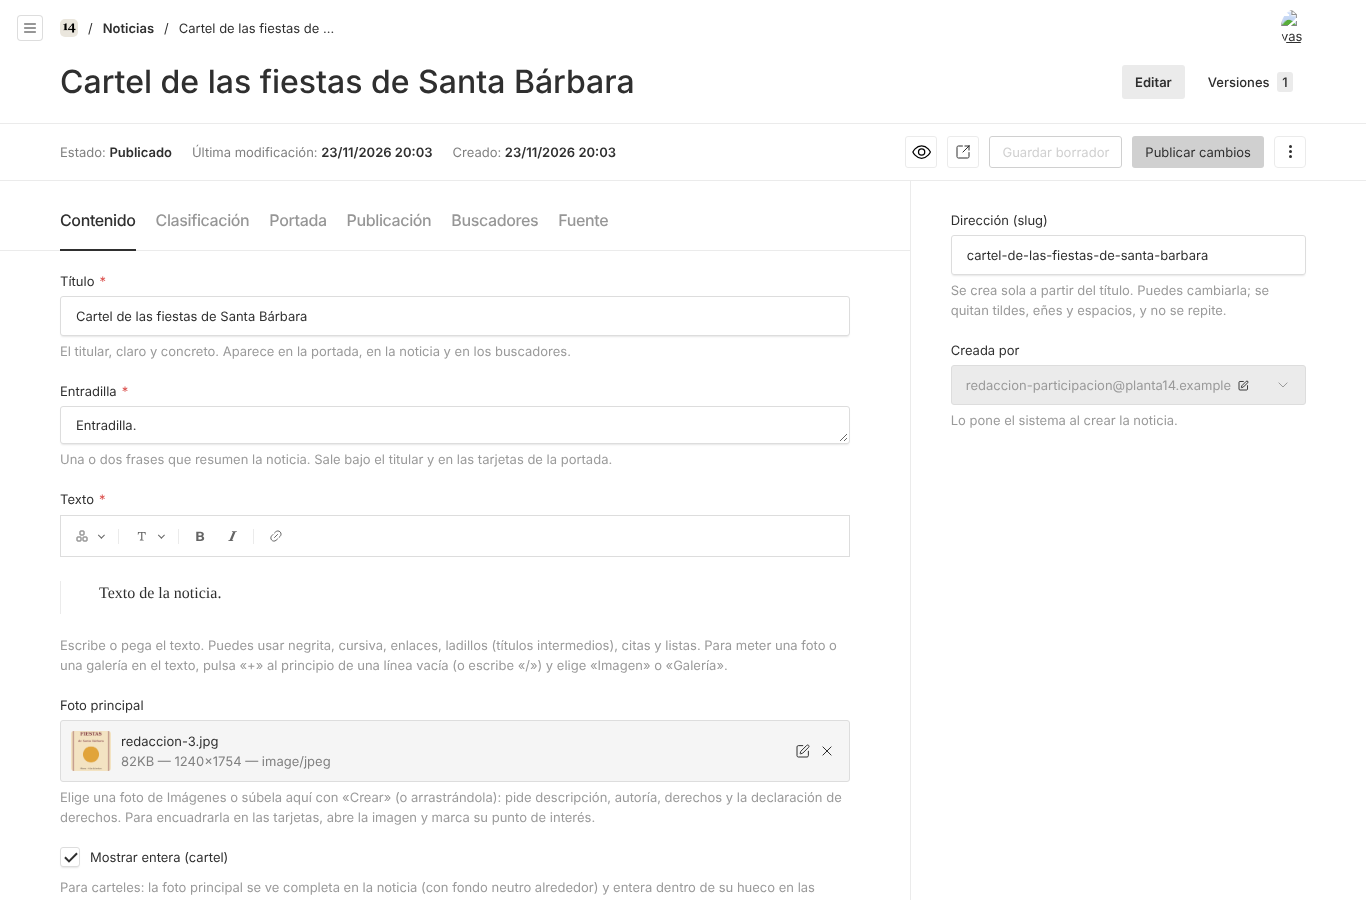 14 / Noticias / Cartel de las fiestas de ...
vas
Cartel de las fiestas de Santa Bárbara
Editar
Versiones 1
Estado: Publicado Última modificación: 23/11/2026 20:03 Creado: 23/11/2026 20:03
Guardar borrador
Publicar cambios
Contenido Clasificación Portada Publicación Buscadores Fuente
Título *
Cartel de las fiestas de Santa Bárbara
El titular, claro y concreto. Aparece en la portada, en la noticia y en los buscadores.
Entradilla *
Entradilla.
Una o dos frases que resumen la noticia. Sale bajo el titular y en las tarjetas de la portada.
Texto *
T B I
Texto de la noticia.
Escribe o pega el texto. Puedes usar negrita, cursiva, enlaces, ladillos (títulos intermedios), citas y listas. Para meter una foto o
una galería en el texto, pulsa «+» al principio de una línea vacía (o escribe «/») y elige «Imagen» o «Galería».
Foto principal
FIESTAS
redaccion-3.jpg
82KB — 1240×1754 — image/jpeg
Elige una foto de Imágenes o súbela aquí con «Crear» (o arrastrándola): pide descripción, autoría, derechos y la declaración de
derechos. Para encuadrarla en las tarjetas, abre la imagen y marca su punto de interés.
Mostrar entera (cartel)
Para carteles: la foto principal se ve completa en la noticia (con fondo neutro alrededor) y entera dentro de su hueco en las
Dirección (slug)
cartel-de-las-fiestas-de-santa-barbara
Se crea sola a partir del título. Puedes cambiarla; se
quitan tildes, eñes y espacios, y no se repite.
Creada por
redaccion-participacion@planta14.example
Lo pone el sistema al crear la noticia.